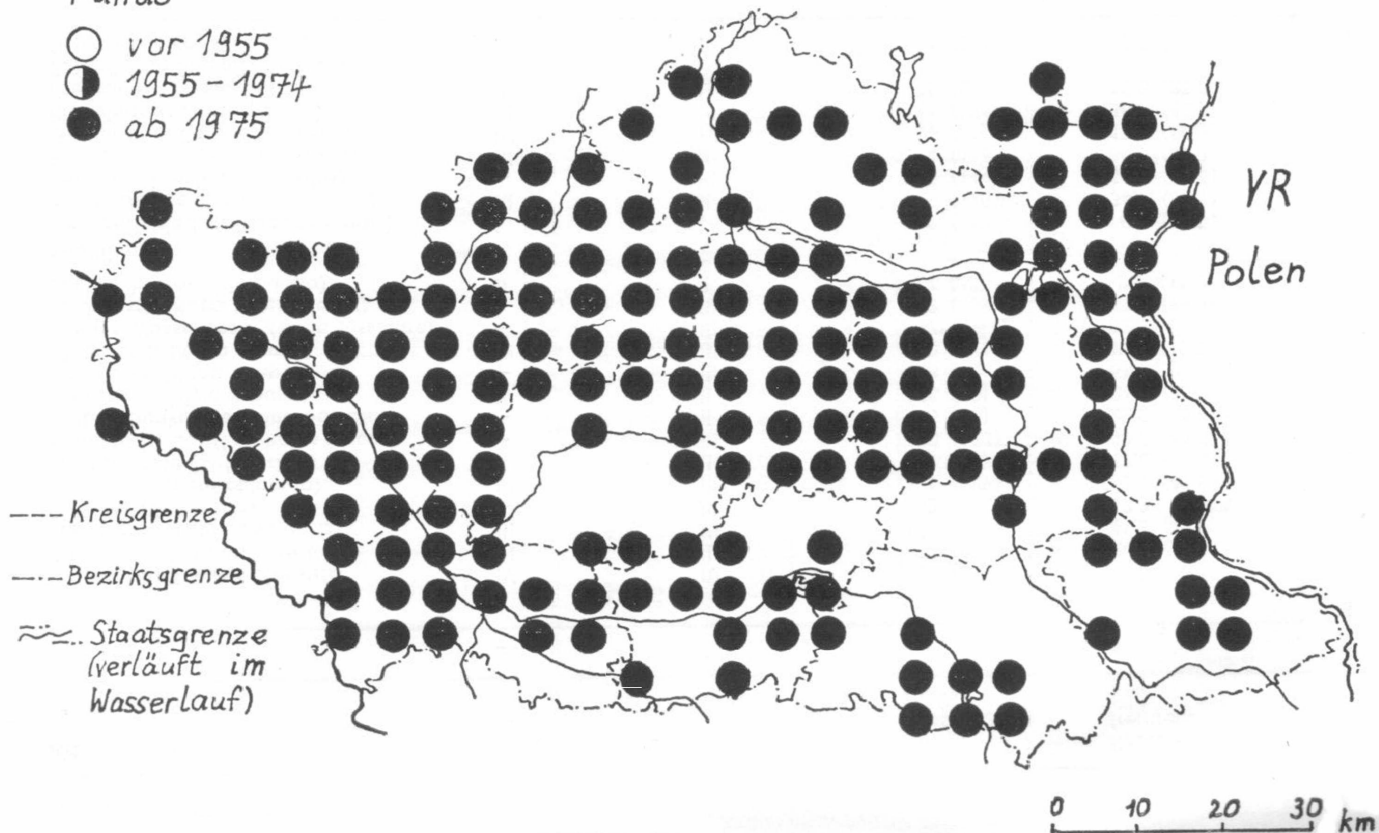 vor 1955
1955 - 1974
ab 1975
VR
Polen
Kreisgrenze
Bezirksgrenze
Staatsgrenze
(verläuft im
Wasserlauf)
0 10 20 30 km